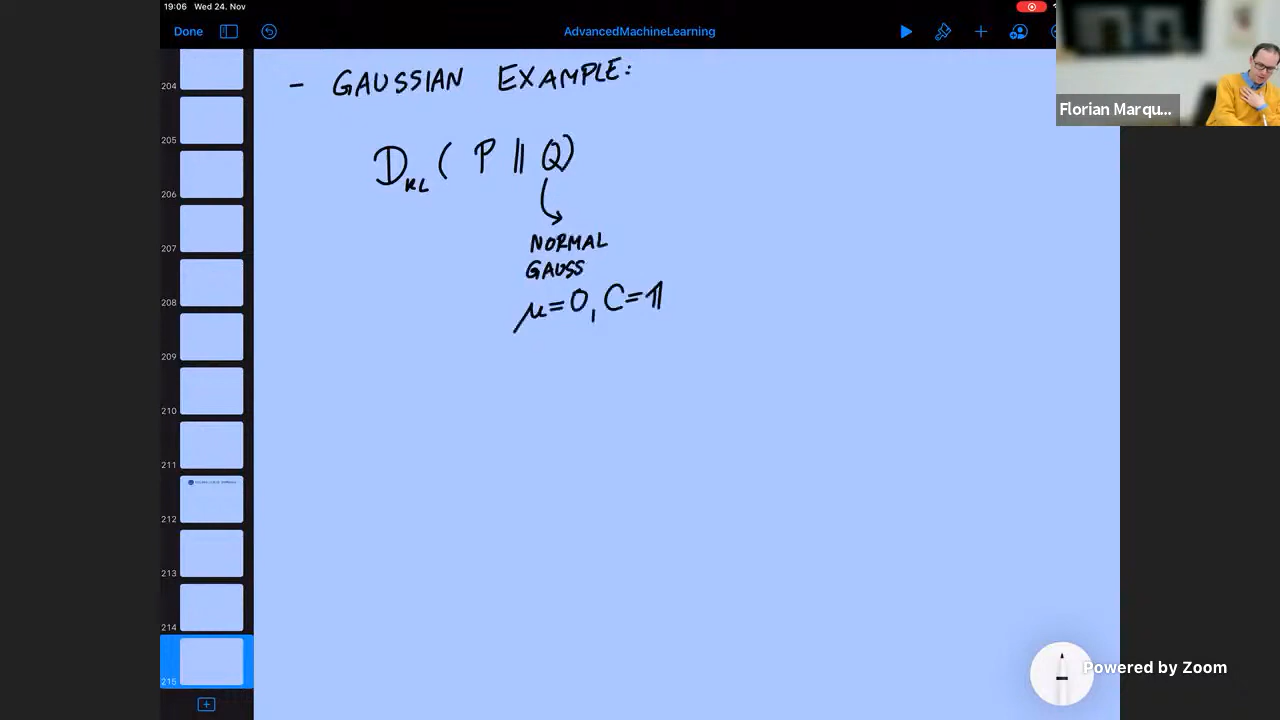 19:06 Wed 24. Nov
Done
AdvancedMachineLearning
Florian Marqu...
- GAUSSIAN EXAMPLE:
D_KL ( P || Q)
NORMAL
GAUSS
μ=0, C=𝟙
204
205
206
207
208
209
210
211
212
213
214
215
Powered by Zoom